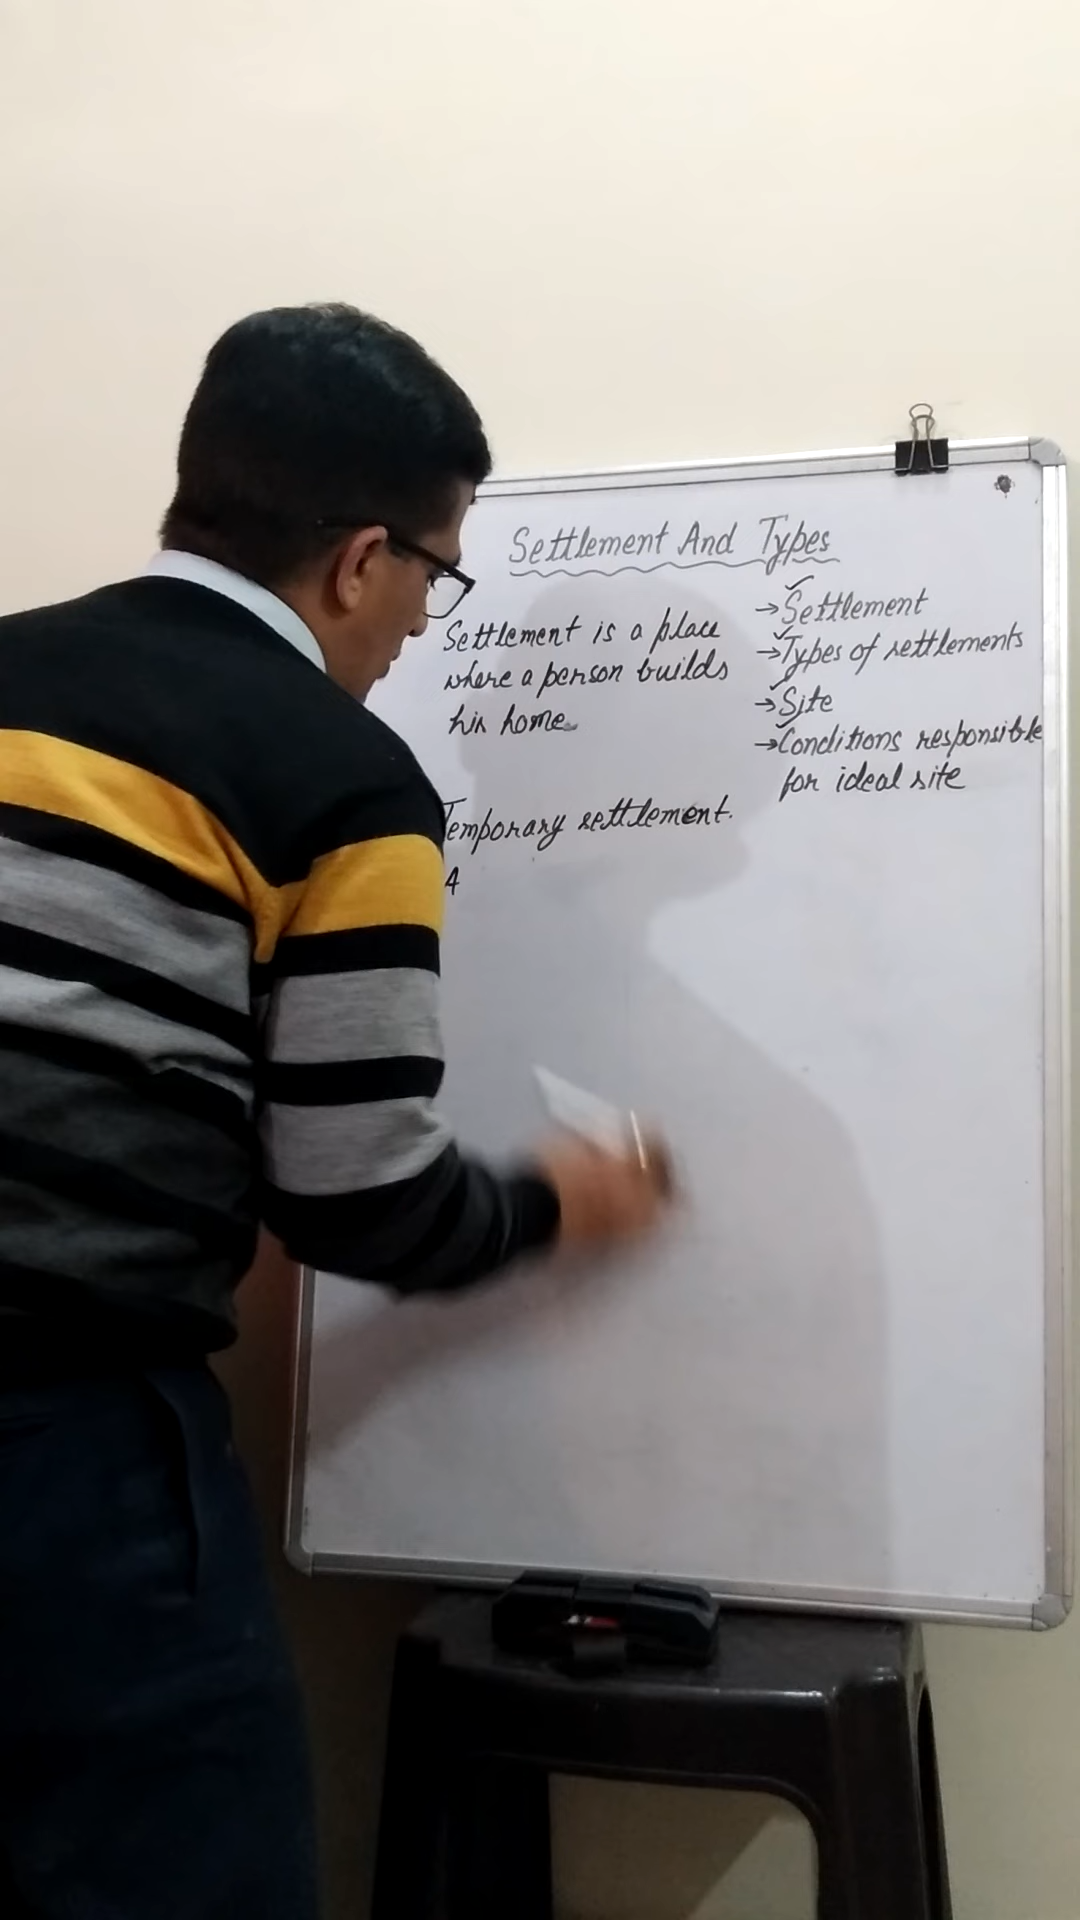 Settlement And Types
Settlement is a place
where a person builds
his home.
→ Settlement
→ Types of settlements
→ Site
→ Conditions responsible
for ideal site
Temporary settlement.